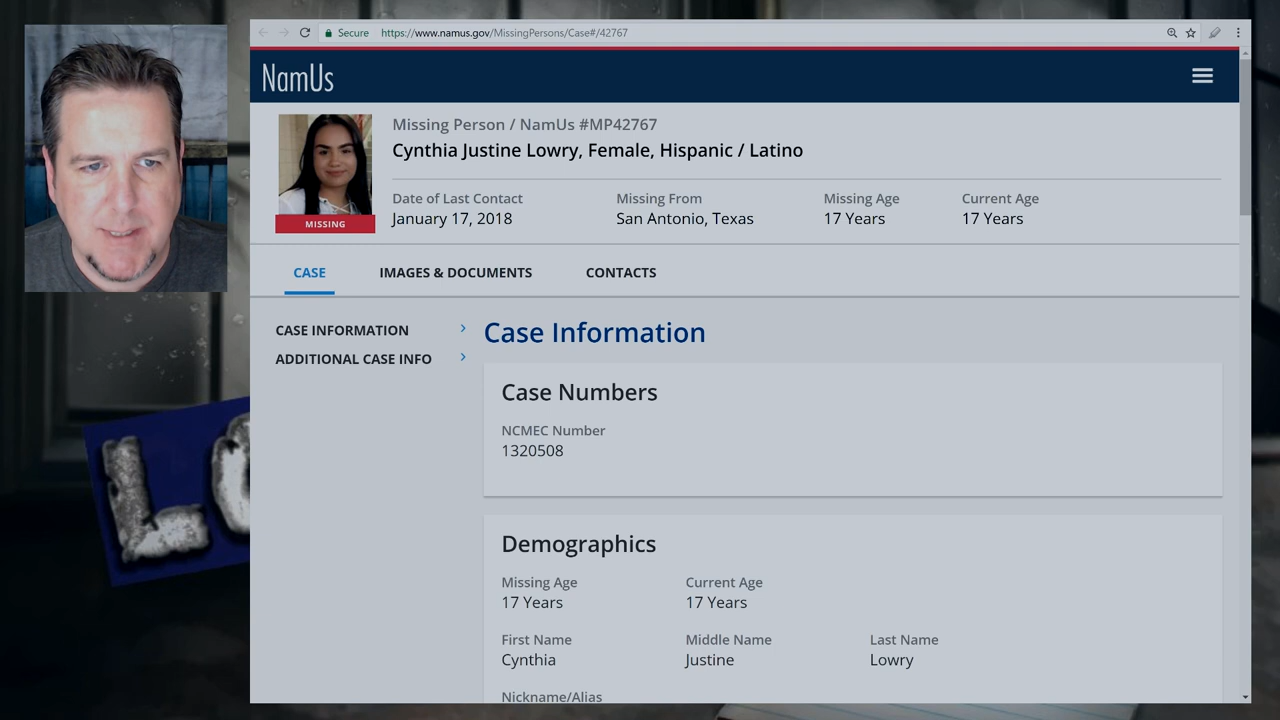 Secure https://www.namus.gov/MissingPersons/Case#/42767
NamUs
Missing Person / NamUs #MP42767
Cynthia Justine Lowry, Female, Hispanic / Latino
Date of Last Contact Missing From Missing Age Current Age
January 17, 2018 San Antonio, Texas 17 Years 17 Years
MISSING
CASE IMAGES & DOCUMENTS CONTACTS
CASE INFORMATION
ADDITIONAL CASE INFO
Case Information
Case Numbers
NCMEC Number
1320508
Demographics
Missing Age Current Age
17 Years 17 Years
First Name Middle Name Last Name
Cynthia Justine Lowry
Nickname/Alias